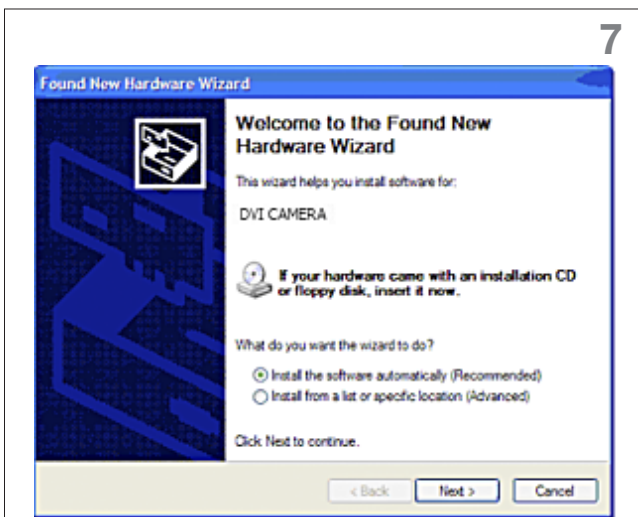 7
Found New Hardware Wizard
Welcome to the Found New
Hardware Wizard
This wizard helps you install software for:
DVI CAMERA
If your hardware came with an installation CD
or floppy disk, insert it now.
What do you want the wizard to do?
Install the software automatically (Recommended)
Install from a list or specific location (Advanced)
Click Next to continue.
< Back Next > Cancel